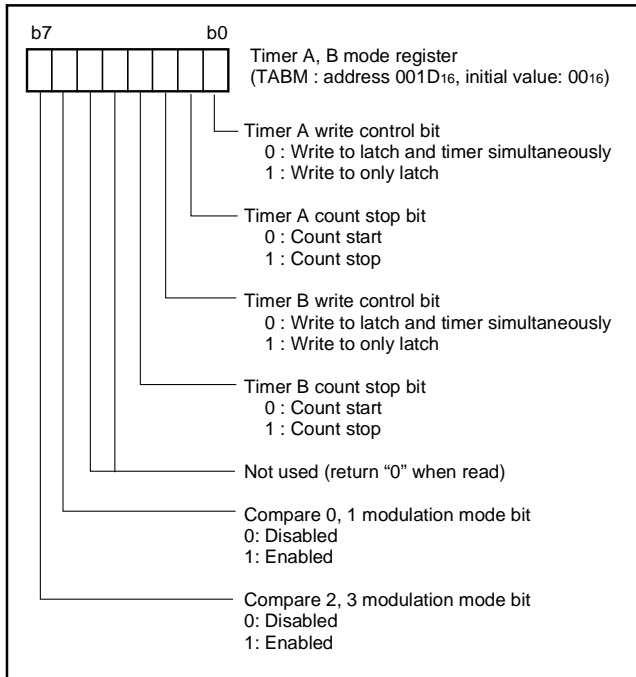 b7 b0
Timer A, B mode register
(TABM : address 001D16, initial value: 0016)
Timer A write control bit
0 : Write to latch and timer simultaneously
1 : Write to only latch
Timer A count stop bit
0 : Count start
1 : Count stop
Timer B write control bit
0 : Write to latch and timer simultaneously
1 : Write to only latch
Timer B count stop bit
0 : Count start
1 : Count stop
Not used (return “0” when read)
Compare 0, 1 modulation mode bit
0: Disabled
1: Enabled
Compare 2, 3 modulation mode bit
0: Disabled
1: Enabled